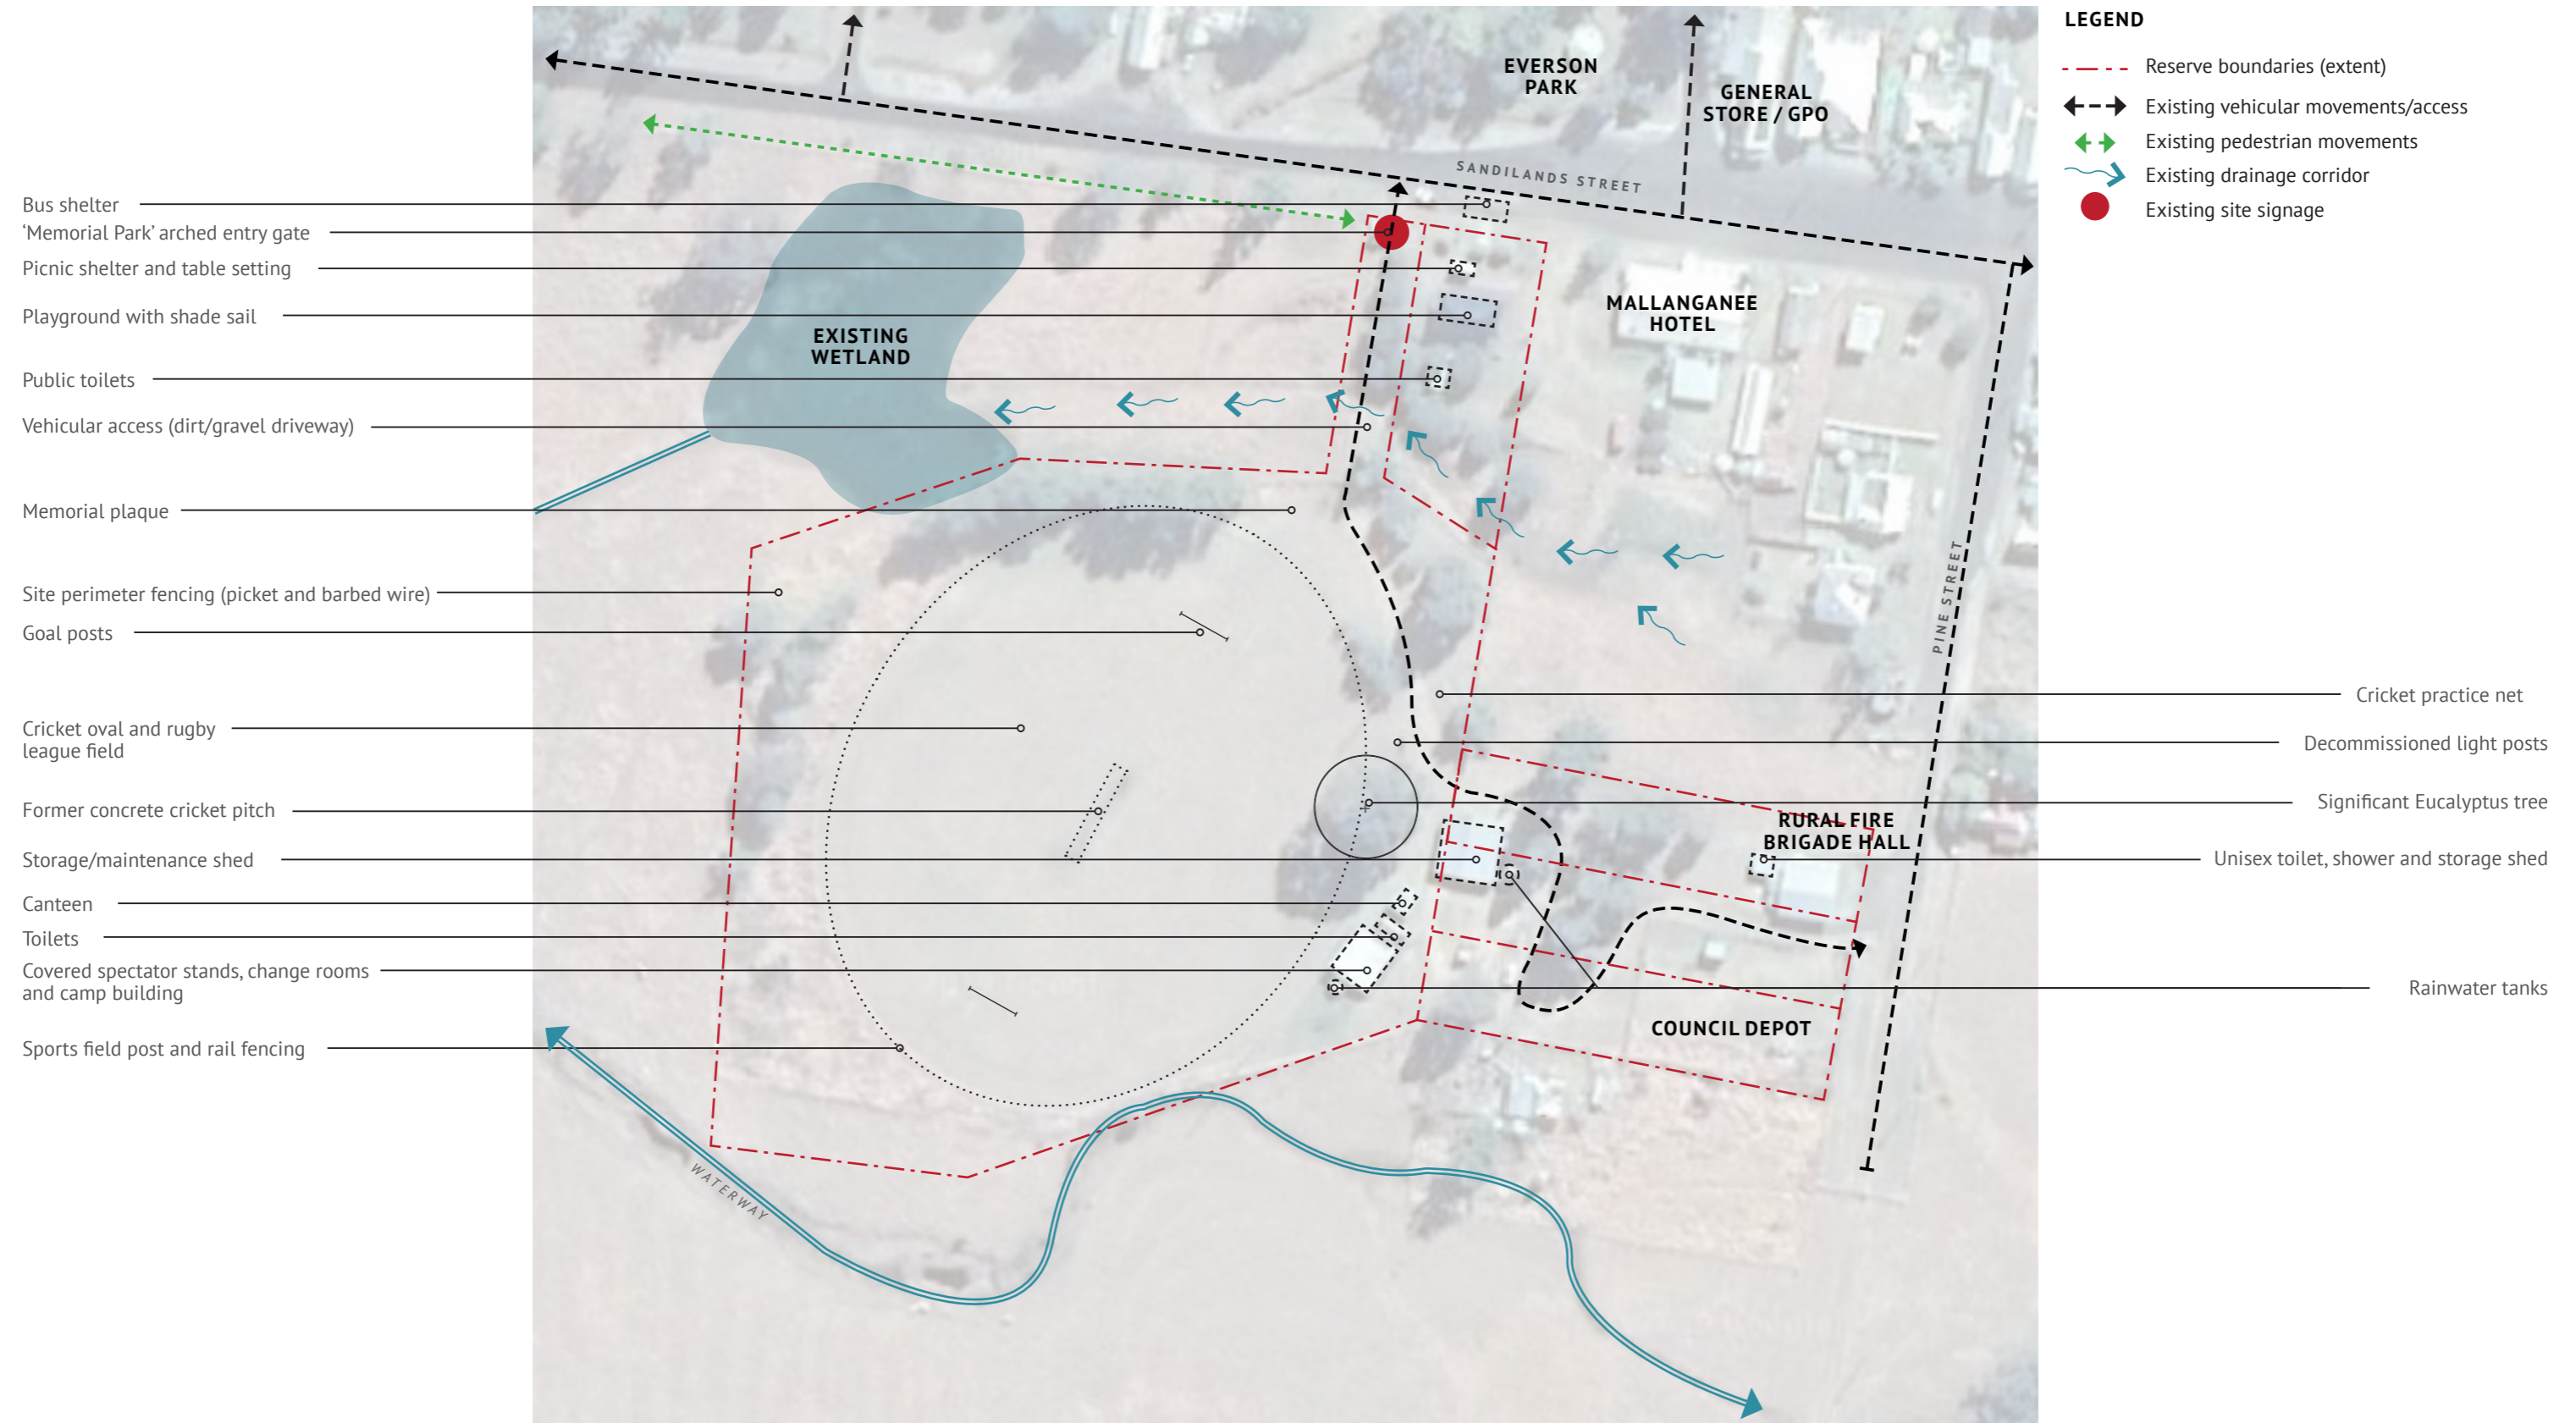 LEGEND
Reserve boundaries (extent)
Existing vehicular movements/access
Existing pedestrian movements
Existing drainage corridor
Existing site signage
EVERSON
PARK
GENERAL
STORE / GPO
SANDILANDS STREET
MALLANGANEE
HOTEL
EXISTING
WETLAND
PINE STREET
RURAL FIRE
BRIGADE HALL
COUNCIL DEPOT
WATERWAY
Bus shelter
‘Memorial Park’ arched entry gate
Picnic shelter and table setting
Playground with shade sail
Public toilets
Vehicular access (dirt/gravel driveway)
Memorial plaque
Site perimeter fencing (picket and barbed wire)
Goal posts
Cricket oval and rugby
league field
Former concrete cricket pitch
Storage/maintenance shed
Canteen
Toilets
Covered spectator stands, change rooms
and camp building
Sports field post and rail fencing
Cricket practice net
Decommissioned light posts
Significant Eucalyptus tree
Unisex toilet, shower and storage shed
Rainwater tanks